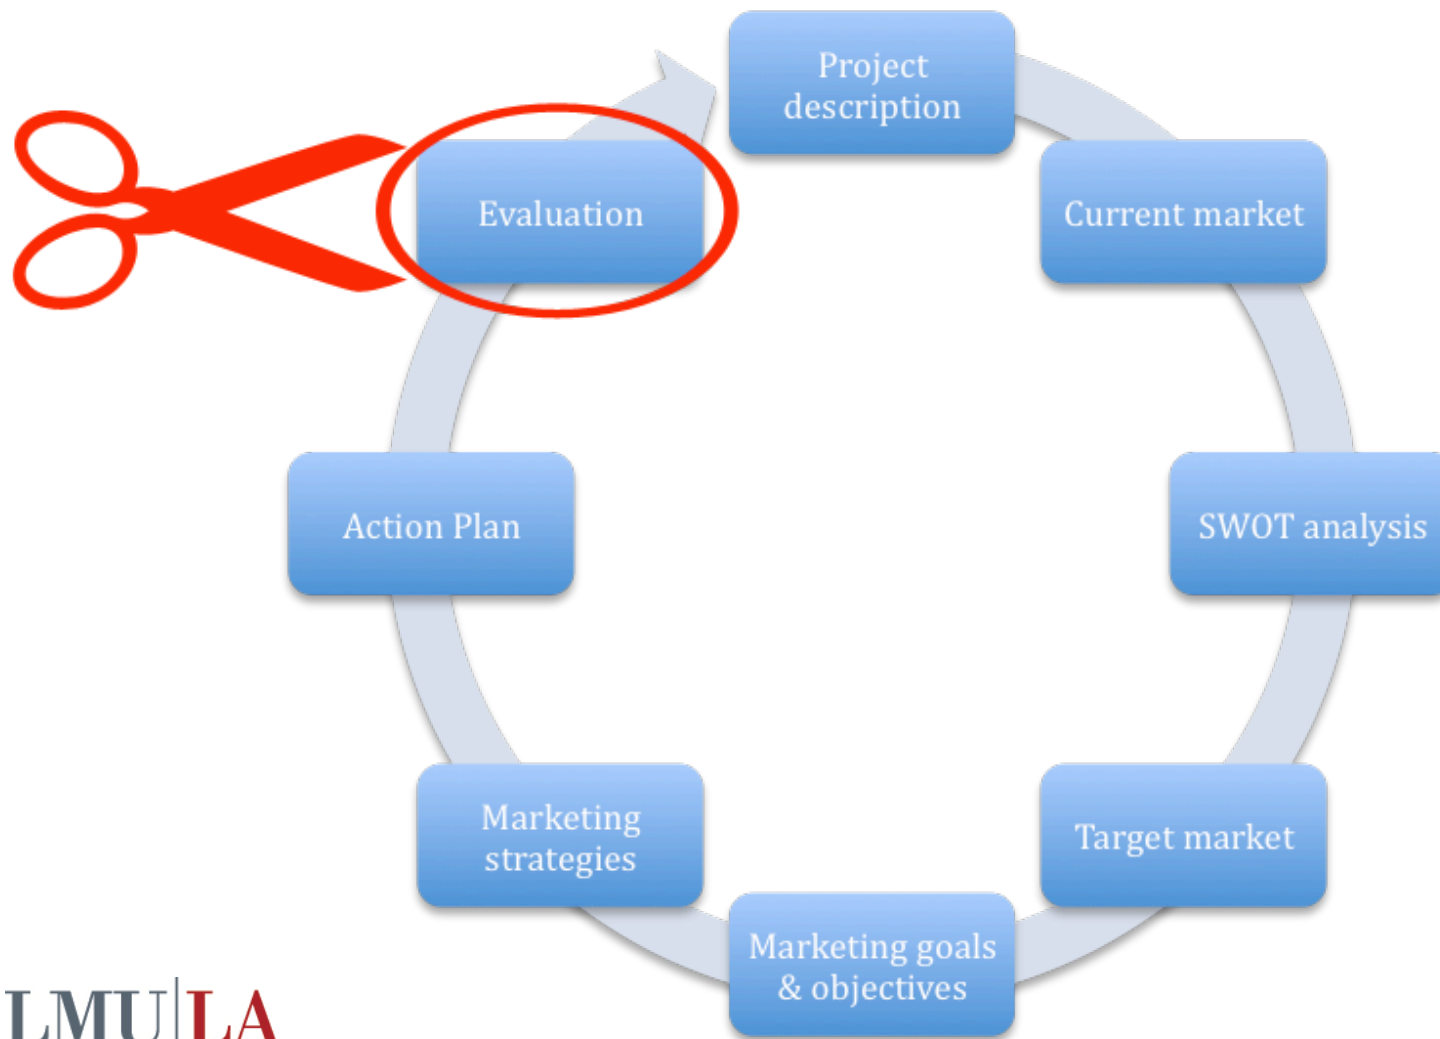 Project
description
Current market
SWOT analysis
Target market
Marketing goals
& objectives
Marketing
strategies
Action Plan
Evaluation
LMU|LA